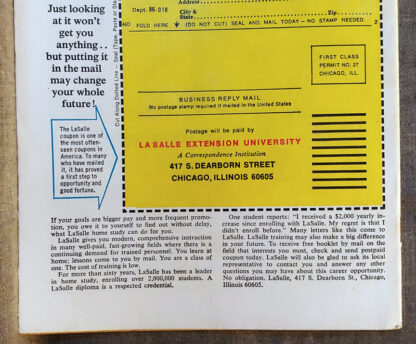 Just looking
at it won't
get you
anything..
but putting it
in the mail
may change
your whole
future!
The LaSalle
coupon is one
of the most
often-
seen coupons in
America. To many
who have mailed
it, it has proved
a first step to
opportunity and
good fortune.
Cut Along Dotted Line — Seal (Tape, Paste or
Address
Dept. 86-018
City &
State Zip
FOLD HERE (DO NOT CUT) SEAL AND MAIL TODAY — NO STAMP NEEDED. 2
FIRST CLASS
PERMIT NO. 27
CHICAGO, ILL.
BUSINESS REPLY MAIL
No postage stamp required if mailed in the United States
Postage will be paid by
LASALLE EXTENSION UNIVERSITY
A Correspondence Institution
417 S. DEARBORN STREET
CHICAGO, ILLINOIS 60605
If your goals are bigger pay and more frequent promo-
tion, you owe it to yourself to find out without delay,
what LaSalle home study can do for you.
LaSalle gives you modern, comprehensive instruction
in many well-paid, fast-growing fields where there is a
continuing demand for trained personnel. You learn at
home; lessons come to you by mail. You are a class of
one. The cost of training is low.
For more than sixty years, LaSalle has been a leader
in home study, enrolling over 2,000,000 students. A
LaSalle diploma is a respected credential.
One student reports: "I received a $2,000 yearly in-
crease since enrolling with LaSalle. My regret is that I
didn't enroll before." Many letters like this come to
LaSalle. LaSalle training may also make a big difference
in your future. To receive free booklet by mail on the
field that interests you most, check and send postpaid
coupon today. LaSalle will also be glad to ask its local
representative to contact you and answer any other
questions you may have about this career opportunity.
No obligation. LaSalle, 417 S. Dearborn St., Chicago,
Illinois 60605.